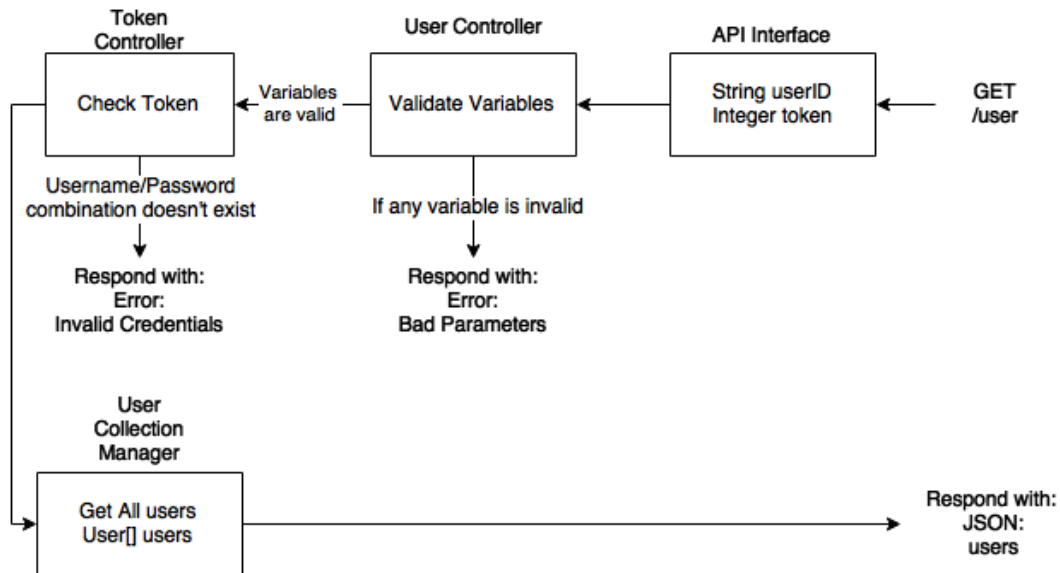 Token
Controller
User Controller
API Interface
Check Token
Variables
are valid
Validate Variables
String userID
Integer token
GET
/user
Username/Password
combination doesn't exist
If any variable is invalid
Respond with:
Error:
Invalid Credentials
Respond with:
Error:
Bad Parameters
User
Collection
Manager
Get All users
User[] users
Respond with:
JSON:
users